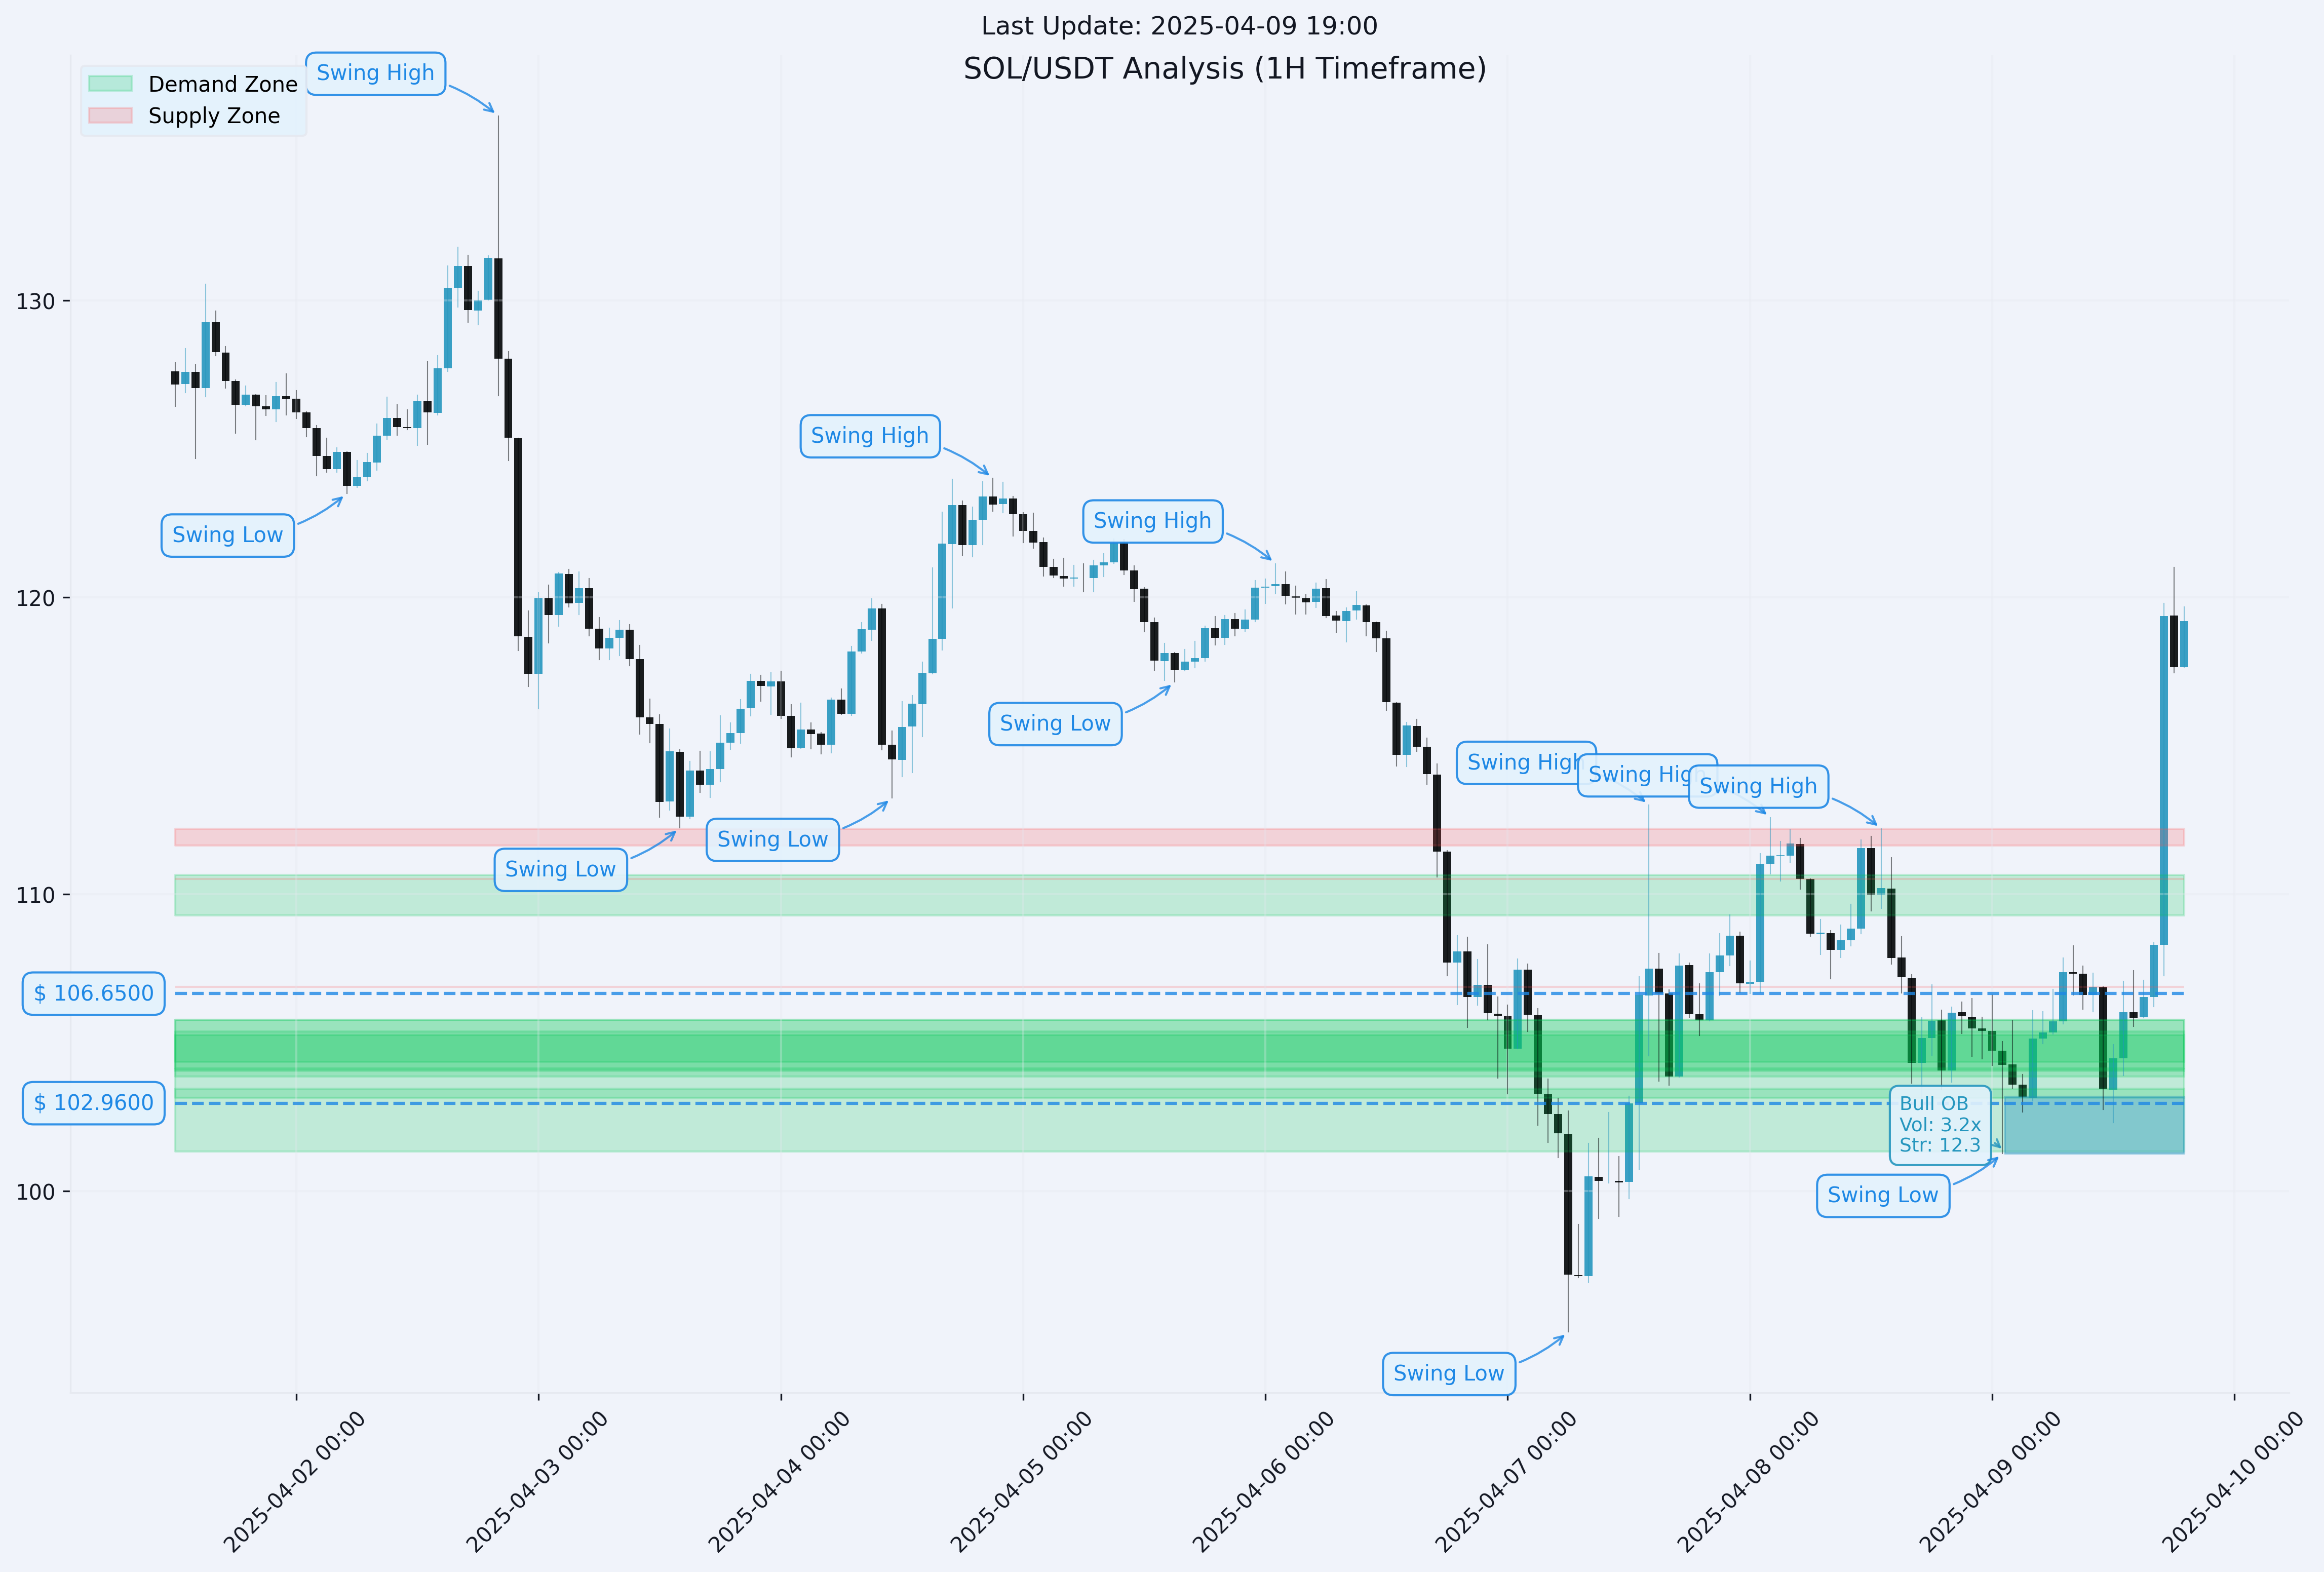 Last Update: 2025-04-09 19:00
SOL/USDT Analysis (1H Timeframe)
Demand Zone
Supply Zone
Swing High
Swing Low
Swing High
Swing High
Swing Low
Swing Low
Swing Low
Swing High
Swing High
Swing High
Swing Low
Bull OB
Vol: 3.2x
Str: 12.3
Swing Low
Swing Low
130
120
110
100
$ 106.6500
$ 102.9600
2025-04-02 00:00
2025-04-03 00:00
2025-04-04 00:00
2025-04-05 00:00
2025-04-06 00:00
2025-04-07 00:00
2025-04-08 00:00
2025-04-09 00:00
2025-04-10 00:00